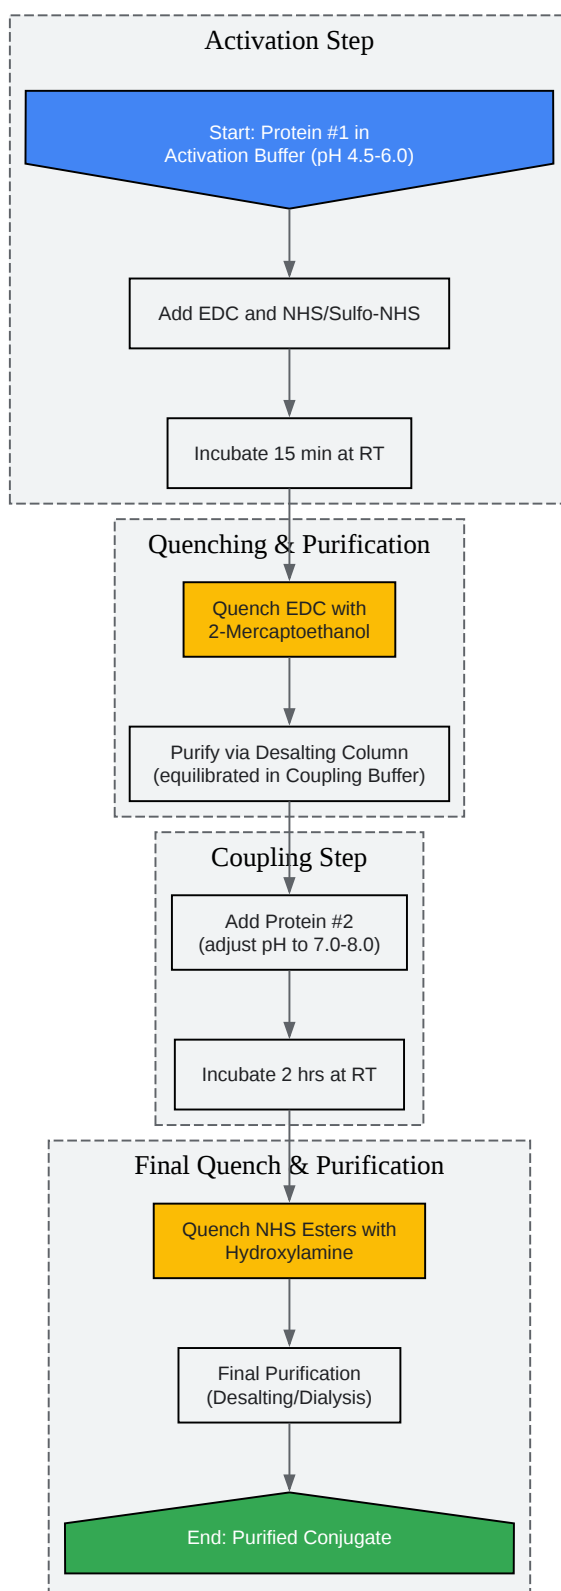 Activation Step
Start: Protein #1 in
Activation Buffer (pH 4.5-6.0)
Add EDC and NHS/Sulfo-NHS
Incubate 15 min at RT
Quenching & Purification
Quench EDC with
2-Mercaptoethanol
Purify via Desalting Column
(equilibrated in Coupling Buffer)
Coupling Step
Add Protein #2
(adjust pH to 7.0-8.0)
Incubate 2 hrs at RT
Final Quench & Purification
Quench NHS Esters with
Hydroxylamine
Final Purification
(Desalting/Dialysis)
End: Purified Conjugate